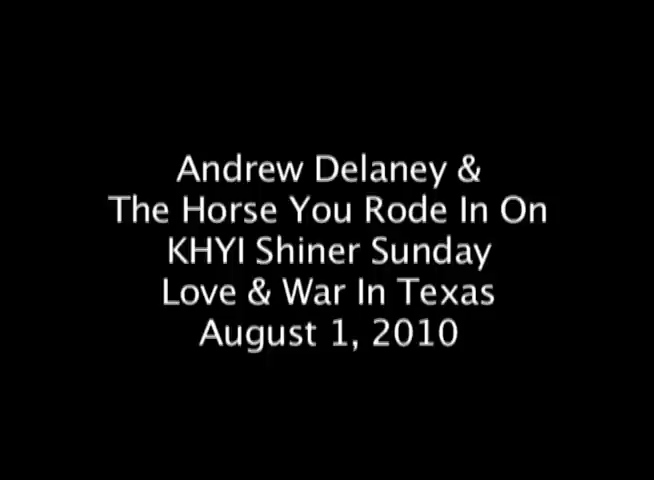 Andrew Delaney &
The Horse You Rode In On
KHYI Shiner Sunday
Love & War In Texas
August 1, 2010